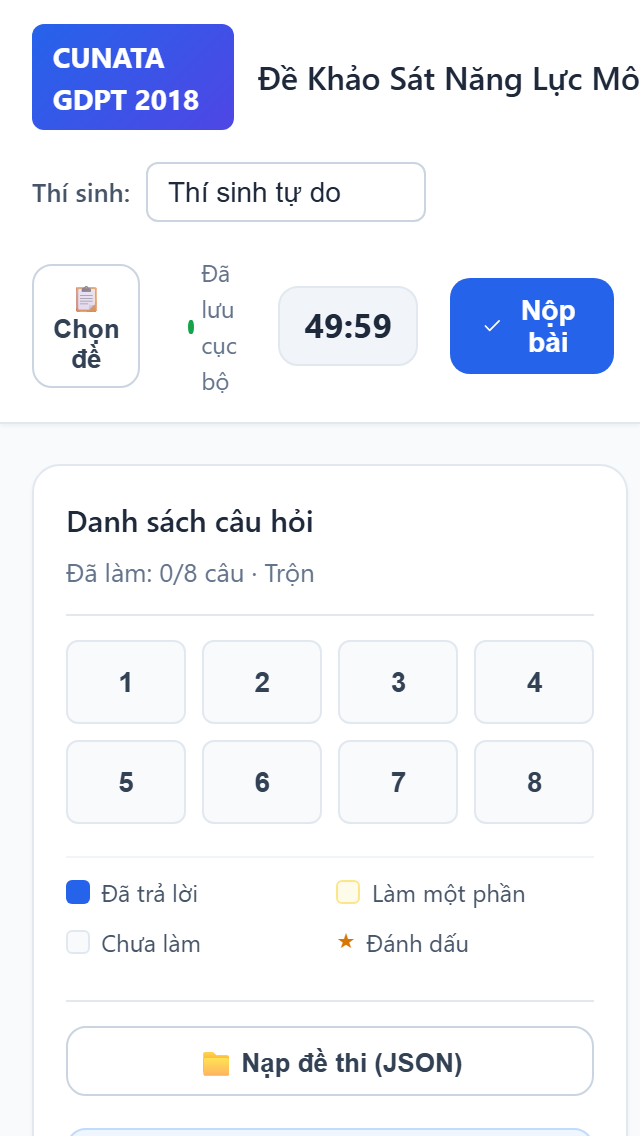 CUNATA
GDPT 2018
Đề Khảo Sát Năng Lực Mô
Thí sinh:
Thí sinh tự do
Chọn
đề
Đã
lưu
cục
bộ
49:59
Nộp
bài
Danh sách câu hỏi
Đã làm: 0/8 câu · Trộn
1
2
3
4
5
6
7
8
Đã trả lời
Làm một phần
Chưa làm
Đánh dấu
Nạp đề thi (JSON)